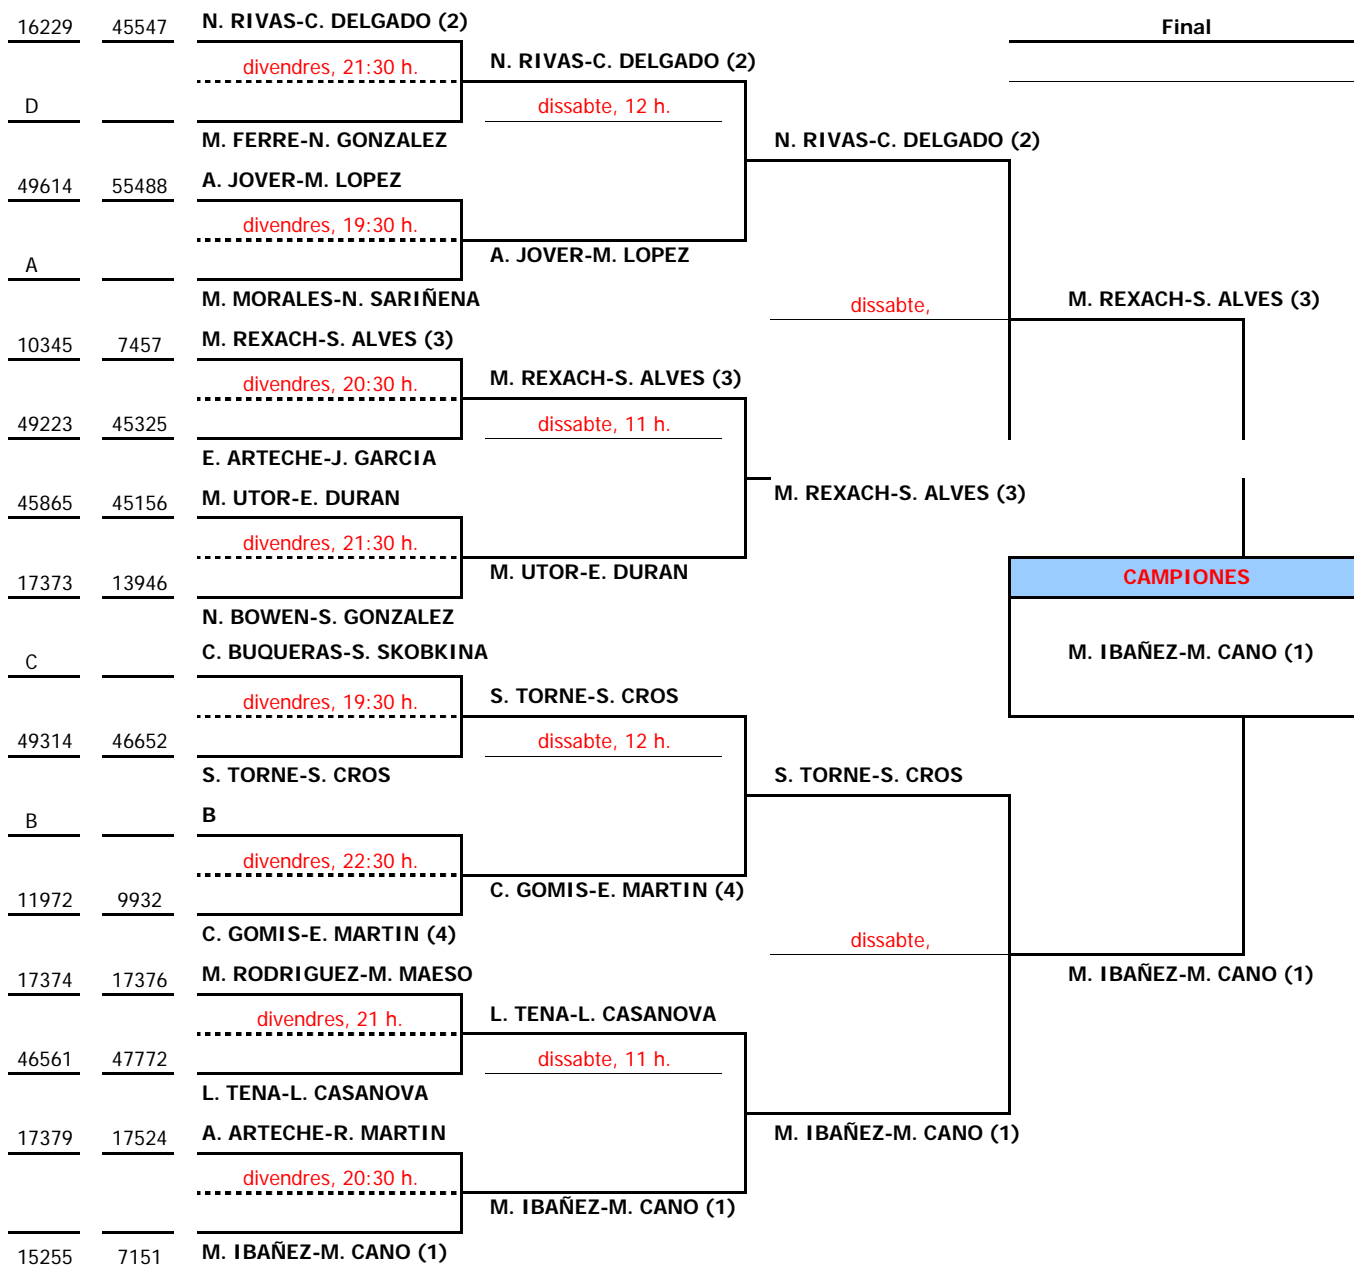 16229 45547 N. RIVAS-C. DELGADO (2) Final
divendres, 21:30 h. N. RIVAS-C. DELGADO (2)
D dissabte, 12 h.
M. FERRE-N. GONZALEZ N. RIVAS-C. DELGADO (2)
49614 55488 A. JOVER-M. LOPEZ
divendres, 19:30 h.
A A. JOVER-M. LOPEZ
M. MORALES-N. SARIÑENA dissabte, M. REXACH-S. ALVES (3)
10345 7457 M. REXACH-S. ALVES (3)
divendres, 20:30 h. M. REXACH-S. ALVES (3)
49223 45325 dissabte, 11 h.
E. ARTECHE-J. GARCIA
45865 45156 M. UTOR-E. DURAN M. REXACH-S. ALVES (3)
divendres, 21:30 h.
17373 13946 M. UTOR-E. DURAN CAMPIONES
N. BOWEN-S. GONZALEZ
C C. BUQUERAS-S. SKOBKINA M. IBAÑEZ-M. CANO (1)
divendres, 19:30 h. S. TORNE-S. CROS
49314 46652 dissabte, 12 h.
S. TORNE-S. CROS S. TORNE-S. CROS
B B
divendres, 22:30 h.
11972 9932 C. GOMIS-E. MARTIN (4)
C. GOMIS-E. MARTIN (4) dissabte,
17374 17376 M. RODRIGUEZ-M. MAESO M. IBAÑEZ-M. CANO (1)
divendres, 21 h. L. TENA-L. CASANOVA
46561 47772 dissabte, 11 h.
L. TENA-L. CASANOVA
17379 17524 A. ARTECHE-R. MARTIN M. IBAÑEZ-M. CANO (1)
divendres, 20:30 h.
M. IBAÑEZ-M. CANO (1)
15255 7151 M. IBAÑEZ-M. CANO (1)